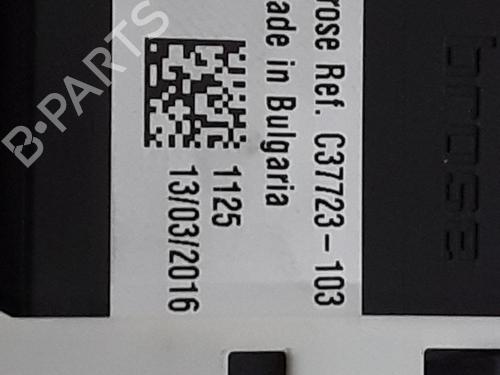 rose Ref. C37723-103
ade in Bulgaria
1125
13/03/2016
brose
B-PARTS